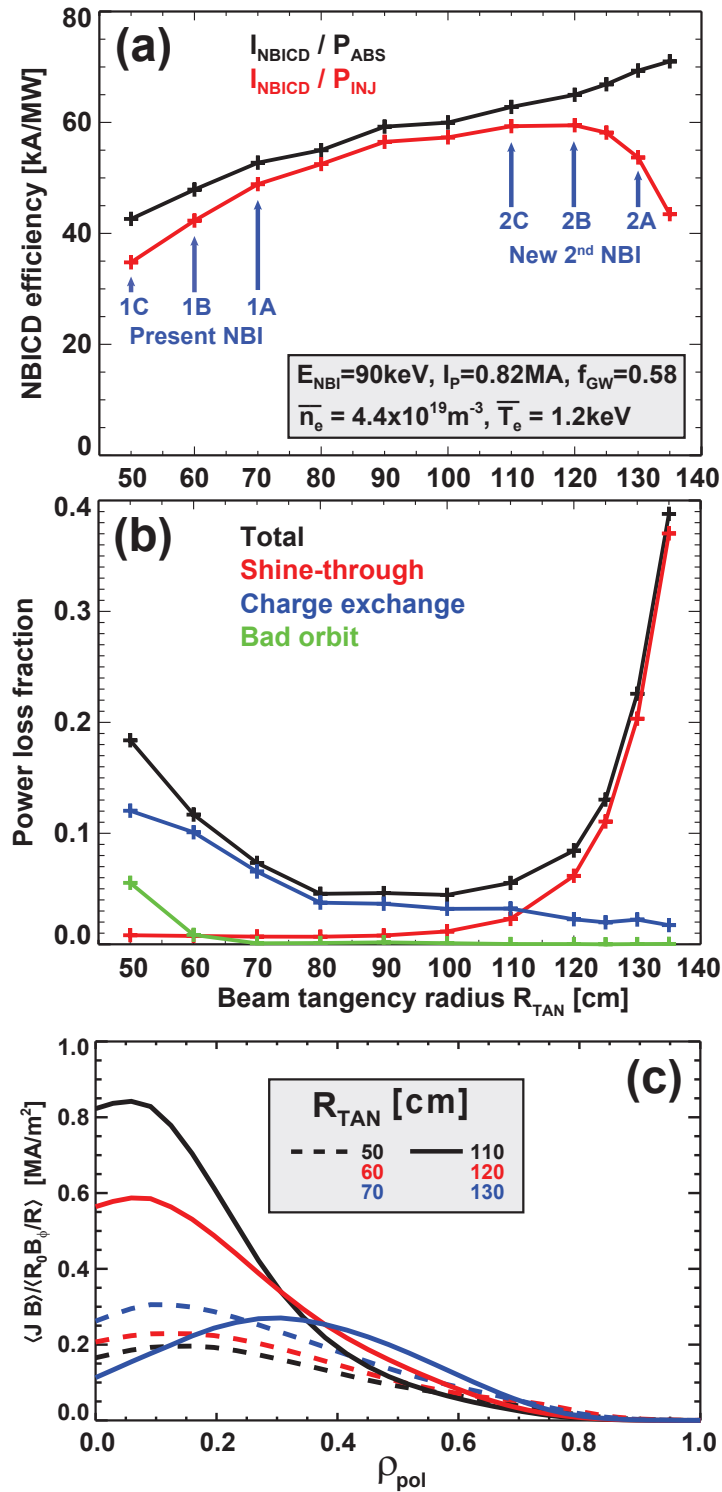 (a)
I_NBICD / P_ABS
I_NBICD / P_INJ
NBICD efficiency [kA/MW]
80
60
40
20
0
2C 2B 2A
New 2nd NBI
1C 1B 1A
Present NBI
E_NBI=90keV, I_P=0.82MA, f_GW=0.58
n̅_e = 4.4x10^19 m^-3, T̅_e = 1.2keV
50 60 70 80 90 100 110 120 130 140
(b)
Total
Shine-through
Charge exchange
Bad orbit
Power loss fraction
0.4
0.3
0.2
0.1
0.0
50 60 70 80 90 100 110 120 130 140
Beam tangency radius R_TAN [cm]
(c)
⟨J B⟩/⟨R_0B_ϕ/R⟩ [MA/m²]
1.0
0.8
0.6
0.4
0.2
0.0
R_TAN [cm]
50 110
60 120
70 130
0.0 0.2 0.4 0.6 0.8 1.0
ρ_pol